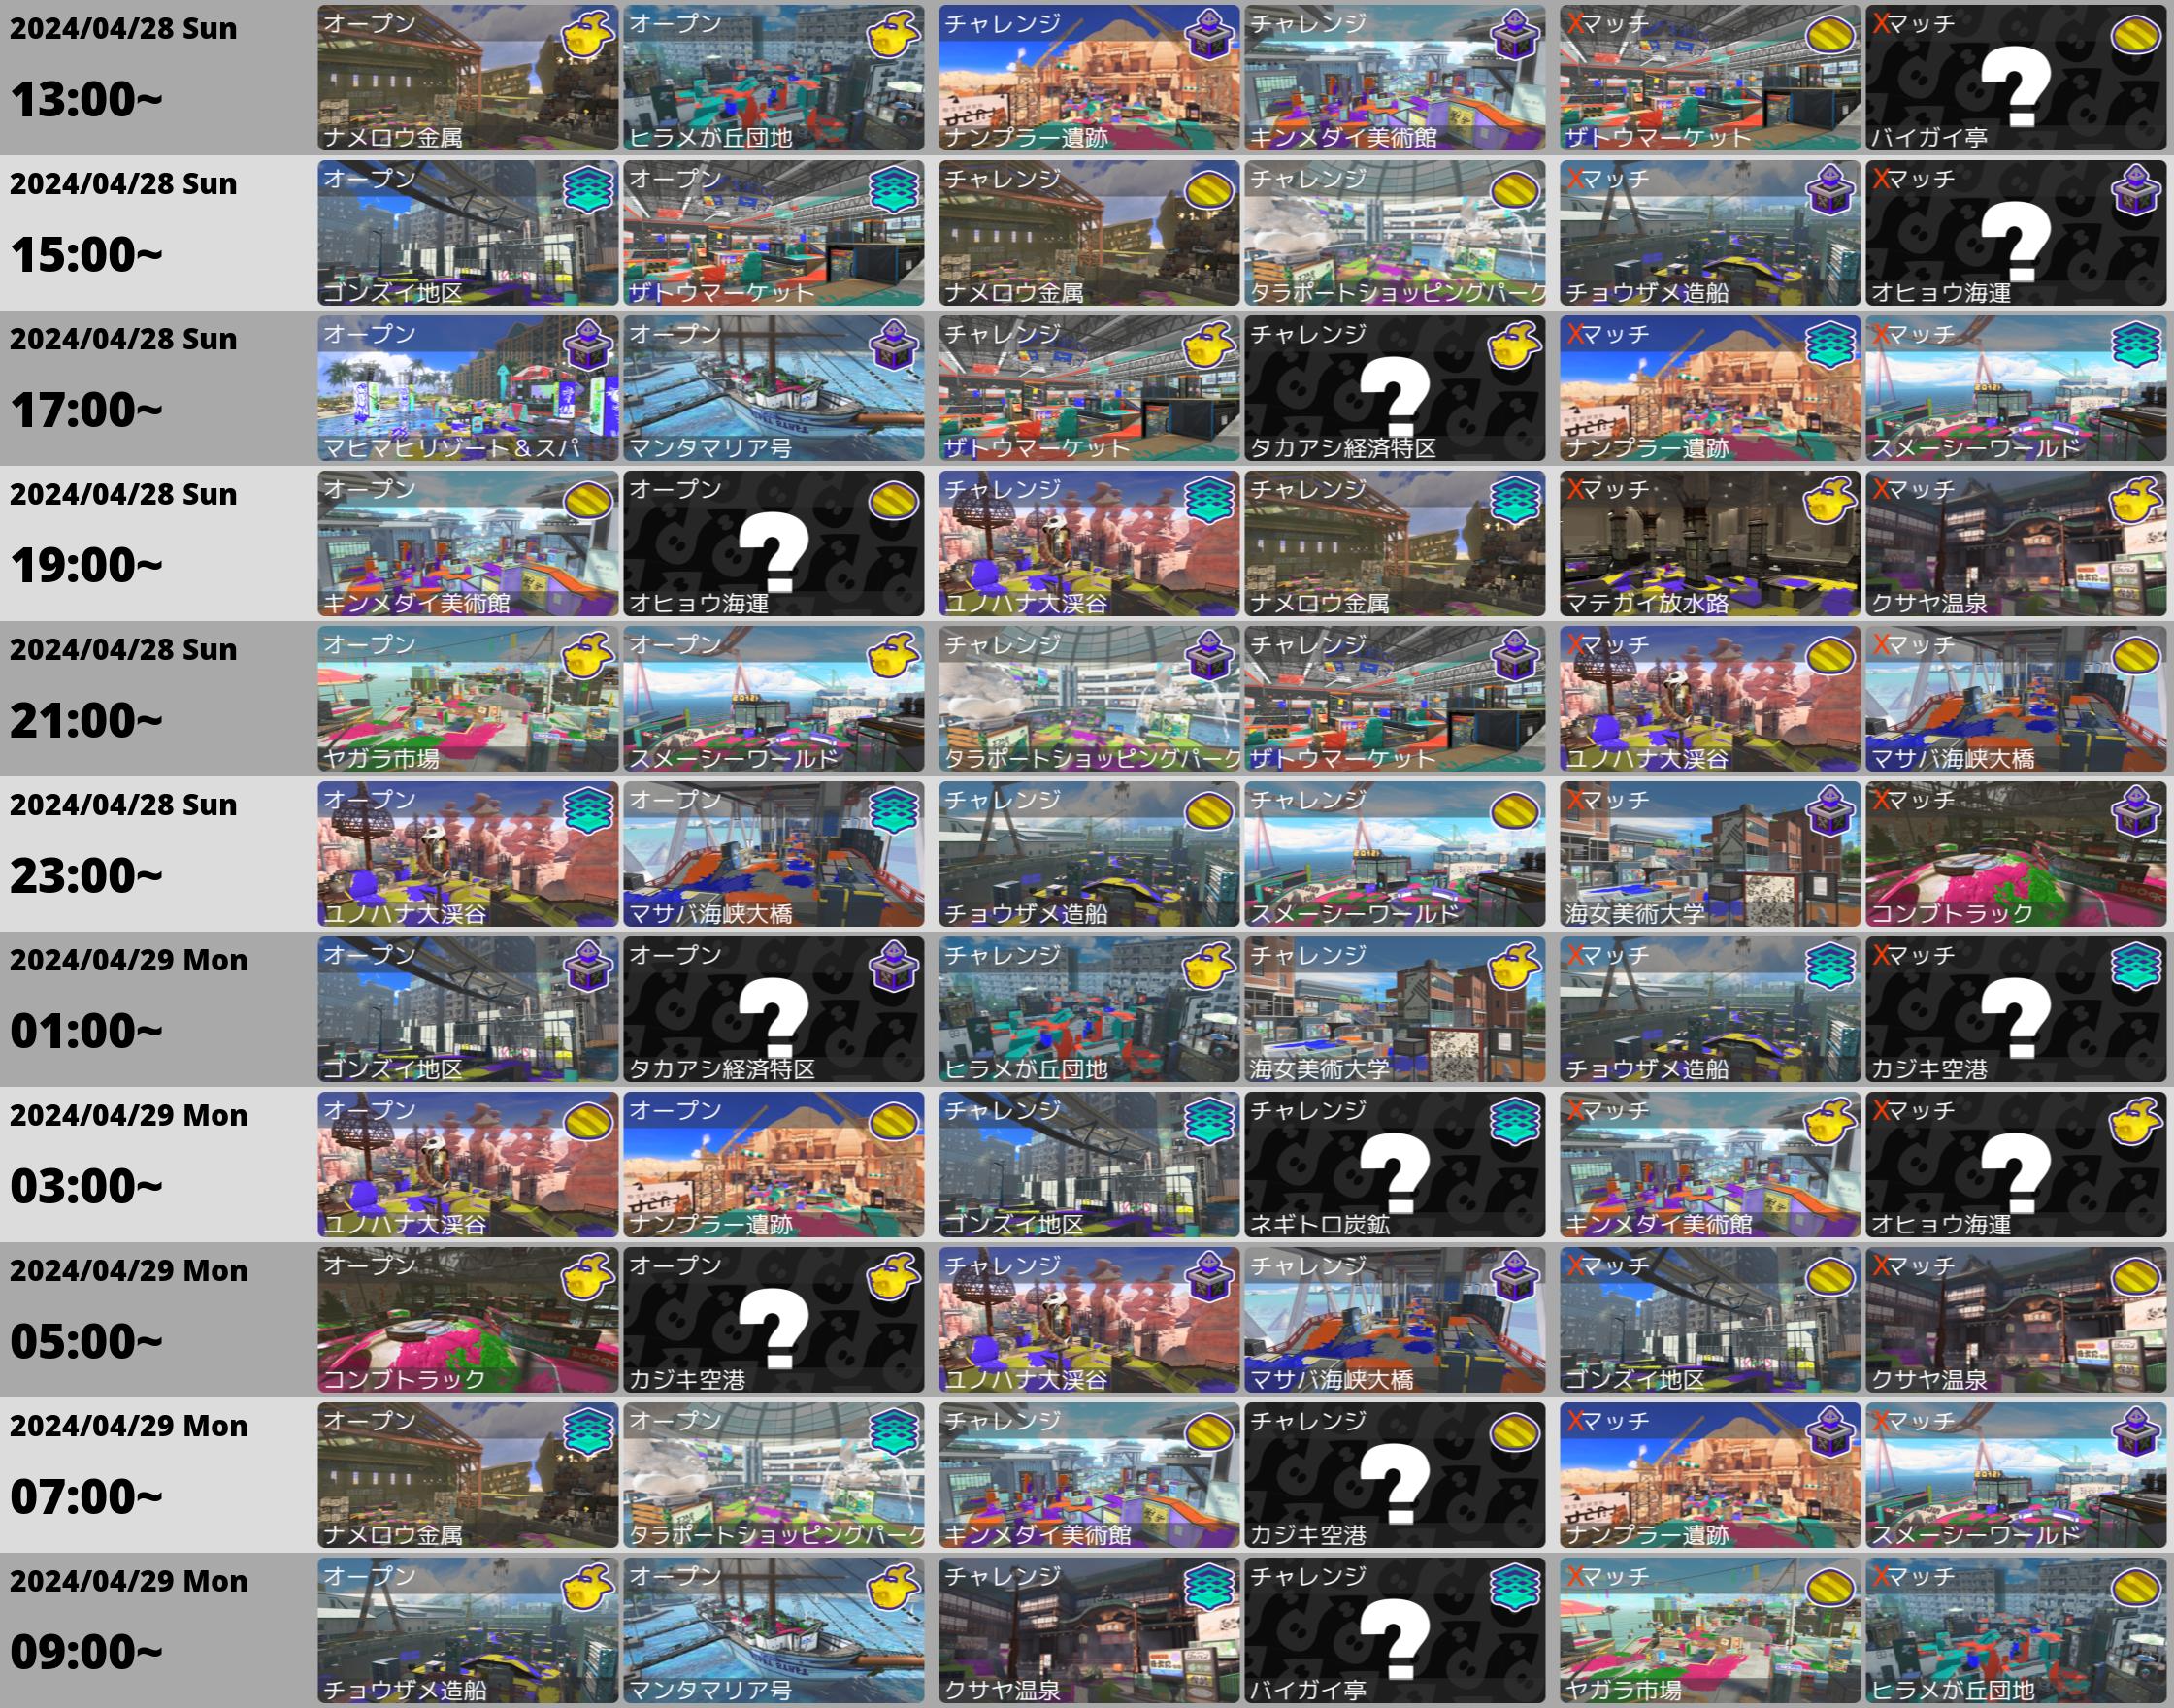 2024/04/28 Sun
13:00~
オープン オープン チャレンジ チャレンジ Xマッチ Xマッチ
ナメロウ金属 ヒラメが丘団地 ナンプラー遺跡 キンメダイ美術館 ザトウマーケット バイガイ亭
2024/04/28 Sun
15:00~
オープン オープン チャレンジ チャレンジ Xマッチ Xマッチ
ゴンズイ地区 ザトウマーケット ナメロウ金属 タラポートショッピングパーク チョウザメ造船 オヒョウ海運
2024/04/28 Sun
17:00~
オープン オープン チャレンジ チャレンジ Xマッチ Xマッチ
マヒマヒリゾート&スパ マンタマリア号 ザトウマーケット タカアシ経済特区 ナンプラー遺跡 スメーシーワールド
2024/04/28 Sun
19:00~
オープン オープン チャレンジ チャレンジ Xマッチ Xマッチ
キンメダイ美術館 オヒョウ海運 ユノハナ大渓谷 ナメロウ金属 マテガイ放水路 クサヤ温泉
2024/04/28 Sun
21:00~
オープン オープン チャレンジ チャレンジ Xマッチ Xマッチ
ヤガラ市場 スメーシーワールド タラポートショッピングパーク ザトウマーケット ユノハナ大渓谷 マサバ海峡大橋
2024/04/28 Sun
23:00~
オープン オープン チャレンジ チャレンジ Xマッチ Xマッチ
ユノハナ大渓谷 マサバ海峡大橋 チョウザメ造船 スメーシーワールド 海女美術大学 コンブトラック
2024/04/29 Mon
01:00~
オープン オープン チャレンジ チャレンジ Xマッチ Xマッチ
ゴンズイ地区 タカアシ経済特区 ヒラメが丘団地 海女美術大学 チョウザメ造船 カジキ空港
2024/04/29 Mon
03:00~
オープン オープン チャレンジ チャレンジ Xマッチ Xマッチ
ユノハナ大渓谷 ナンプラー遺跡 ゴンズイ地区 ネギトロ炭鉱 キンメダイ美術館 オヒョウ海運
2024/04/29 Mon
05:00~
オープン オープン チャレンジ チャレンジ Xマッチ Xマッチ
コンブトラック カジキ空港 ユノハナ大渓谷 マサバ海峡大橋 ゴンズイ地区 クサヤ温泉
2024/04/29 Mon
07:00~
オープン オープン チャレンジ チャレンジ Xマッチ Xマッチ
ナメロウ金属 タラポートショッピングパーク キンメダイ美術館 カジキ空港 ナンプラー遺跡 スメーシーワールド
2024/04/29 Mon
09:00~
オープン オープン チャレンジ チャレンジ Xマッチ Xマッチ
チョウザメ造船 マンタマリア号 クサヤ温泉 バイガイ亭 ヤガラ市場 ヒラメが丘団地